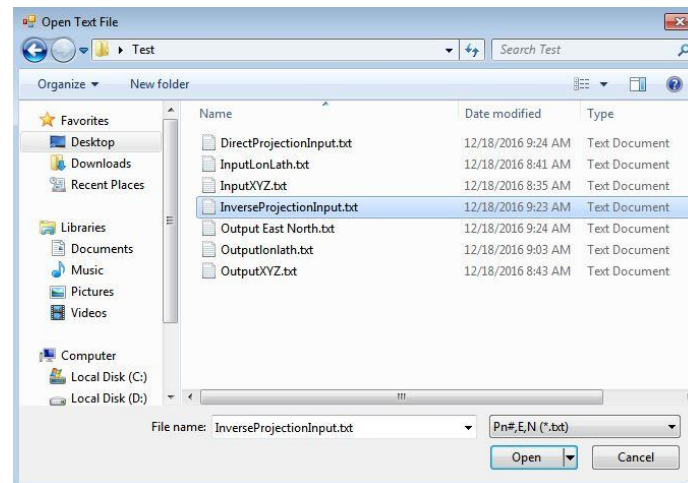 Open Text File
Test
Search Test
Organize New folder
Name Date modified Type
Favorites
Desktop
Downloads
Recent Places
Libraries
Documents
Music
Pictures
Videos
Computer
Local Disk (C:)
Local Disk (D:)
DirectProjectionInput.txt 12/18/2016 9:24 AM Text Document
InputLonLath.txt 12/18/2016 8:41 AM Text Document
InputXYZ.txt 12/18/2016 8:35 AM Text Document
InverseProjectionInput.txt 12/18/2016 9:23 AM Text Document
Output East North.txt 12/18/2016 9:24 AM Text Document
Outputlonlath.txt 12/18/2016 9:03 AM Text Document
OutputXYZ.txt 12/18/2016 8:43 AM Text Document
File name: InverseProjectionInput.txt Pn#,E,N (*.txt)
Open Cancel